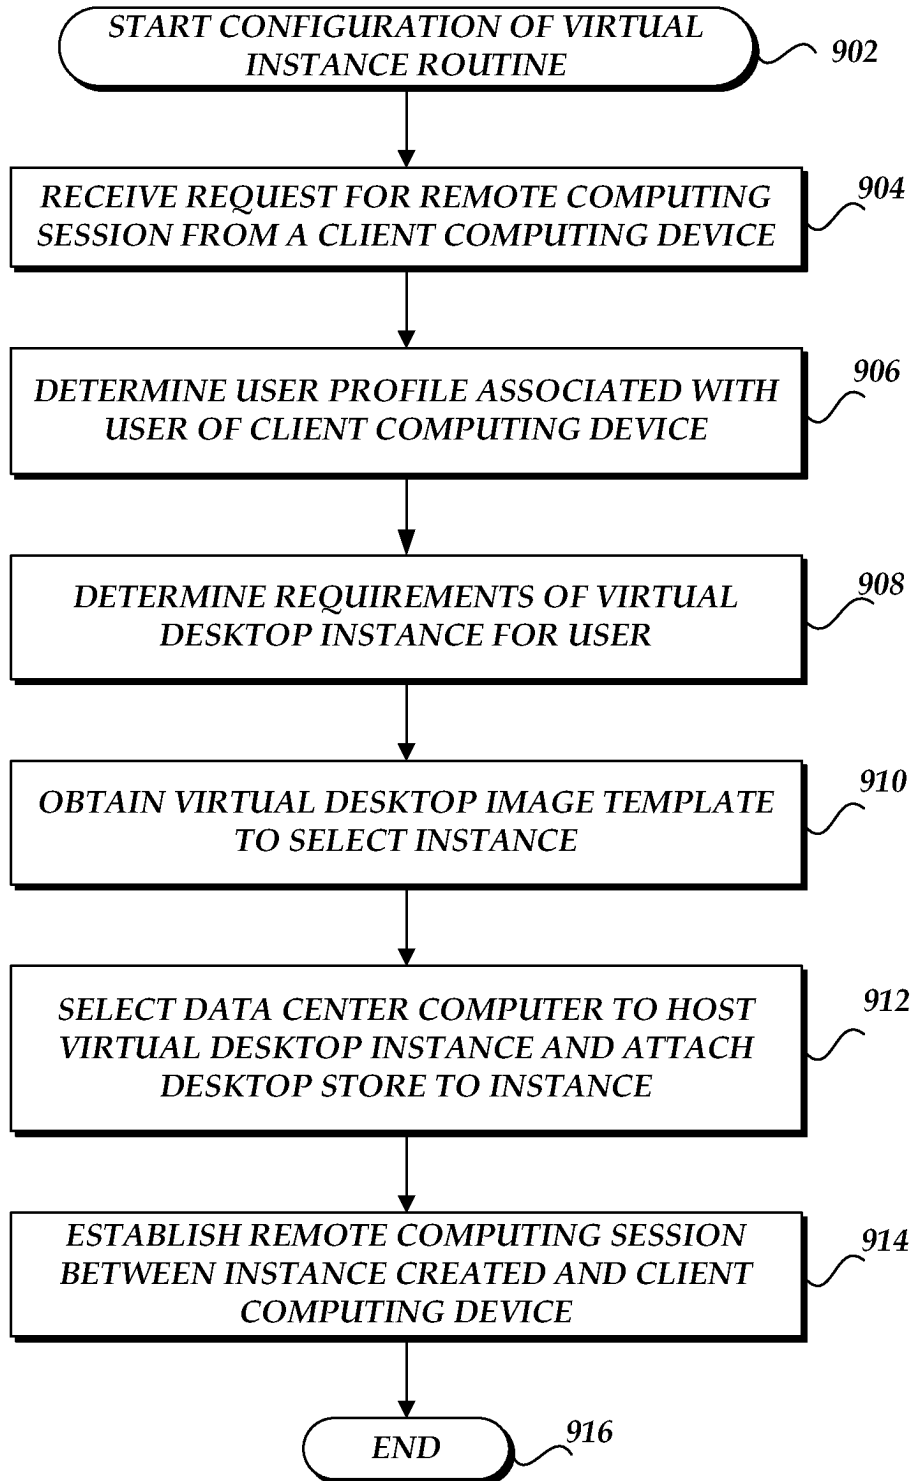 START CONFIGURATION OF VIRTUAL
INSTANCE ROUTINE
902
RECEIVE REQUEST FOR REMOTE COMPUTING
SESSION FROM A CLIENT COMPUTING DEVICE
904
DETERMINE USER PROFILE ASSOCIATED WITH
USER OF CLIENT COMPUTING DEVICE
906
DETERMINE REQUIREMENTS OF VIRTUAL
DESKTOP INSTANCE FOR USER
908
OBTAIN VIRTUAL DESKTOP IMAGE TEMPLATE
TO SELECT INSTANCE
910
SELECT DATA CENTER COMPUTER TO HOST
VIRTUAL DESKTOP INSTANCE AND ATTACH
DESKTOP STORE TO INSTANCE
912
ESTABLISH REMOTE COMPUTING SESSION
BETWEEN INSTANCE CREATED AND CLIENT
COMPUTING DEVICE
914
END
916